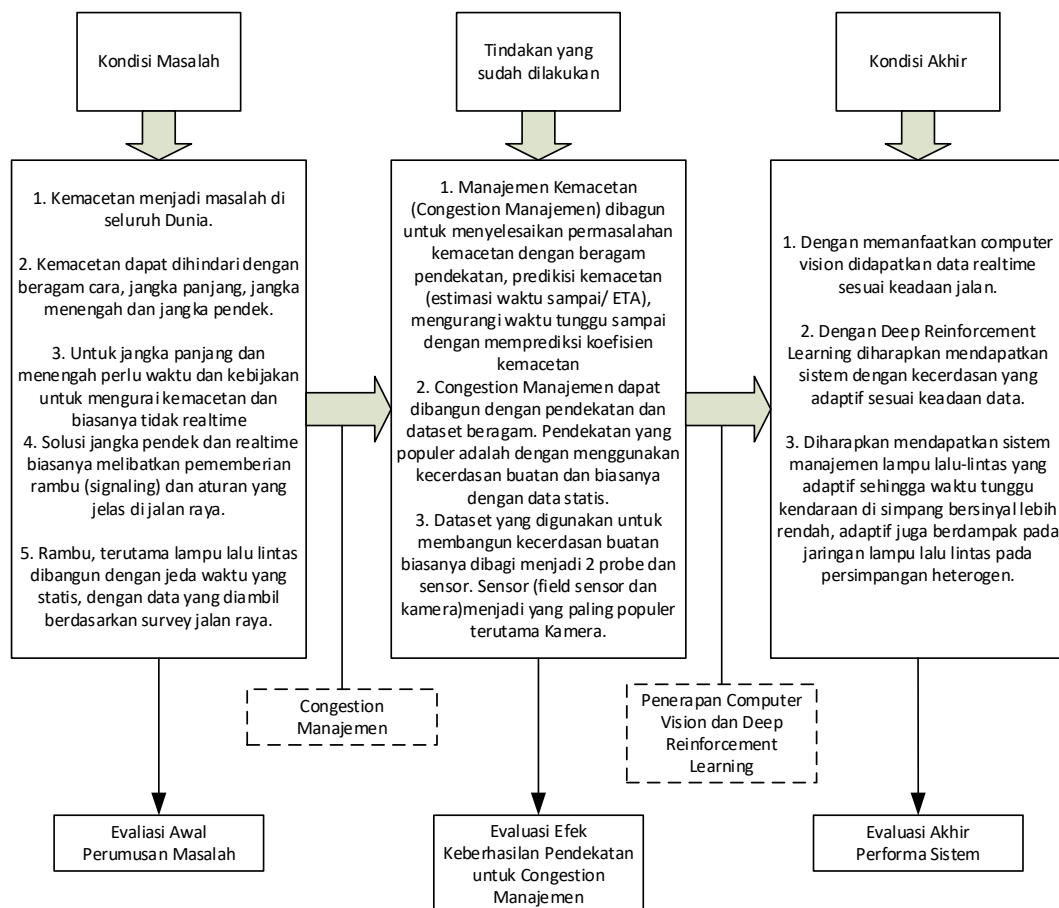 Kondisi Masalah
Tindakan yang
sudah dilakukan
Kondisi Akhir
1. Kemacetan menjadi masalah di
seluruh Dunia.
2. Kemacetan dapat dihindari dengan
beragam cara, jangka panjang, jangka
menengah dan jangka pendek.
3. Untuk jangka panjang dan
menengah perlu waktu dan kebijakan
untuk mengurai kemacetan dan
biasanya tidak realtime
4. Solusi jangka pendek dan realtime
biasanya melibatkan pememberian
rambu (signaling) dan aturan yang
jelas di jalan raya.
5. Rambu, terutama lampu lalu lintas
dibangun dengan jeda waktu yang
statis, dengan data yang diambil
berdasarkan survey jalan raya.
1. Manajemen Kemacetan
(Congestion Manajemen) dibagun
untuk menyelesaikan permasalahan
kemacetan dengan beragam
pendekatan, predikisi kemacetan
(estimasi waktu sampai/ ETA),
mengurangi waktu tunggu sampai
dengan memprediksi koefisien
kemacetan
2. Congestion Manajemen dapat
dibangun dengan pendekatan dan
dataset beragam. Pendekatan yang
populer adalah dengan menggunakan
kecerdasan buatan dan biasanya
dengan data statis.
3. Dataset yang digunakan untuk
membangun kecerdasan buatan
biasanya dibagi menjadi 2 probe dan
sensor. Sensor (field sensor dan
kamera)menjadi yang paling populer
terutama Kamera.
1. Dengan memanfaatkan computer
vision didapatkan data realtime
sesuai keadaan jalan.
2. Dengan Deep Reinforcement
Learning diharapkan mendapatkan
sistem dengan kecerdasan yang
adaptif sesuai keadaan data.
3. Diharapkan mendapatkan sistem
manajemen lampu lalu-lintas yang
adaptif sehingga waktu tunggu
kendaraan di simpang bersinyal lebih
rendah, adaptif juga berdampak pada
jaringan lampu lalu lintas pada
persimpangan heterogen.
Congestion
Manajemen
Penerapan Computer
Vision dan Deep
Reinforcement
Learning
Evaliasi Awal
Perumusan Masalah
Evaluasi Efek
Keberhasilan Pendekatan
untuk Congestion
Manajemen
Evaluasi Akhir
Performa Sistem